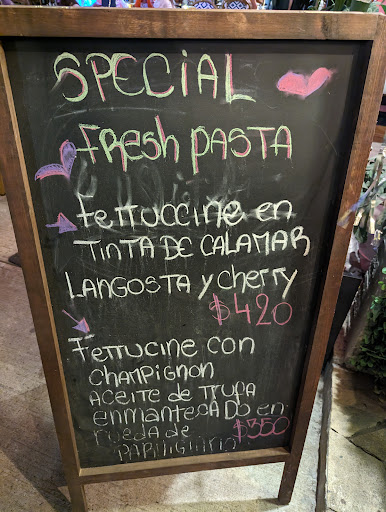 SPECIAL
Fresh PASTA
Fettuccine en
TINTA DE CALAMAR
LANGOSTA y Cherry
$420
Fettucine con
CHAMPIGNON
ACEITE de TRUFA
enmANTeCADO en
rueda de $350
PARMIGIANO